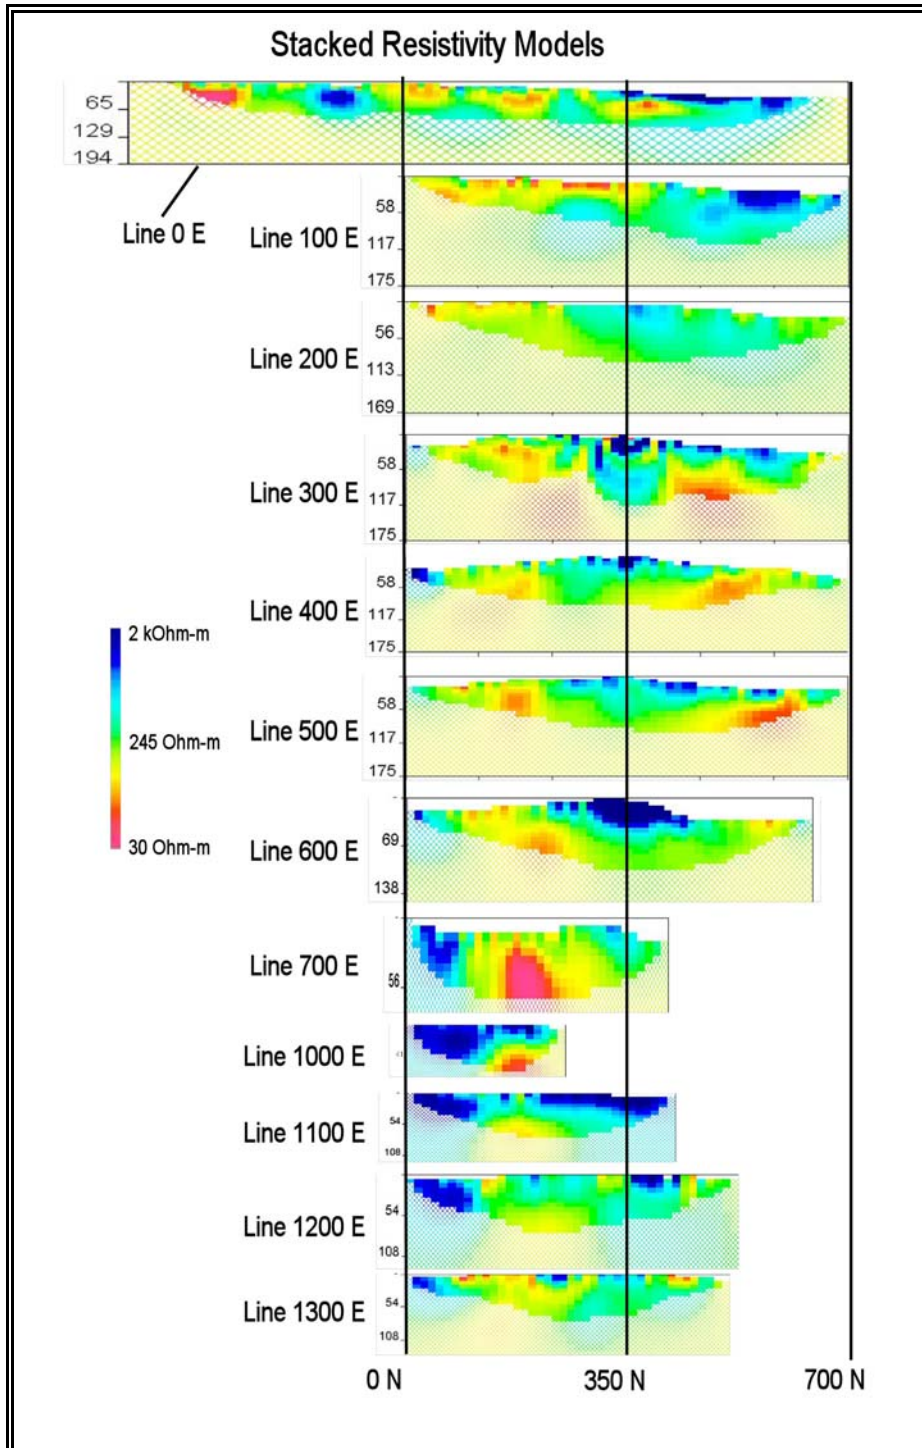 Stacked Resistivity Models
65
129
194
Line 0 E
58
Line 100 E
117
175
56
Line 200 E
113
169
58
Line 300 E
117
175
58
Line 400 E
117
175
2 kOhm-m
245 Ohm-m
30 Ohm-m
58
Line 500 E
117
175
69
Line 600 E
138
Line 700 E
56
Line 1000 E
54
Line 1100 E
108
54
Line 1200 E
108
54
Line 1300 E
108
0 N
350 N
700 N